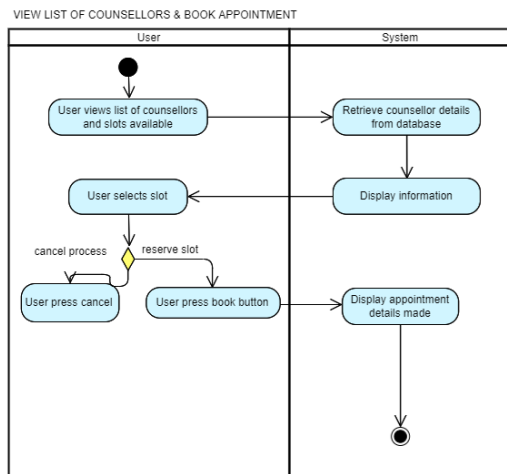 VIEW LIST OF COUNSELLORS & BOOK APPOINTMENT
User
System
User views list of counsellors
and slots available
Retrieve counsellor details
from database
User selects slot
Display information
cancel process
reserve slot
User press cancel
User press book button
Display appointment
details made